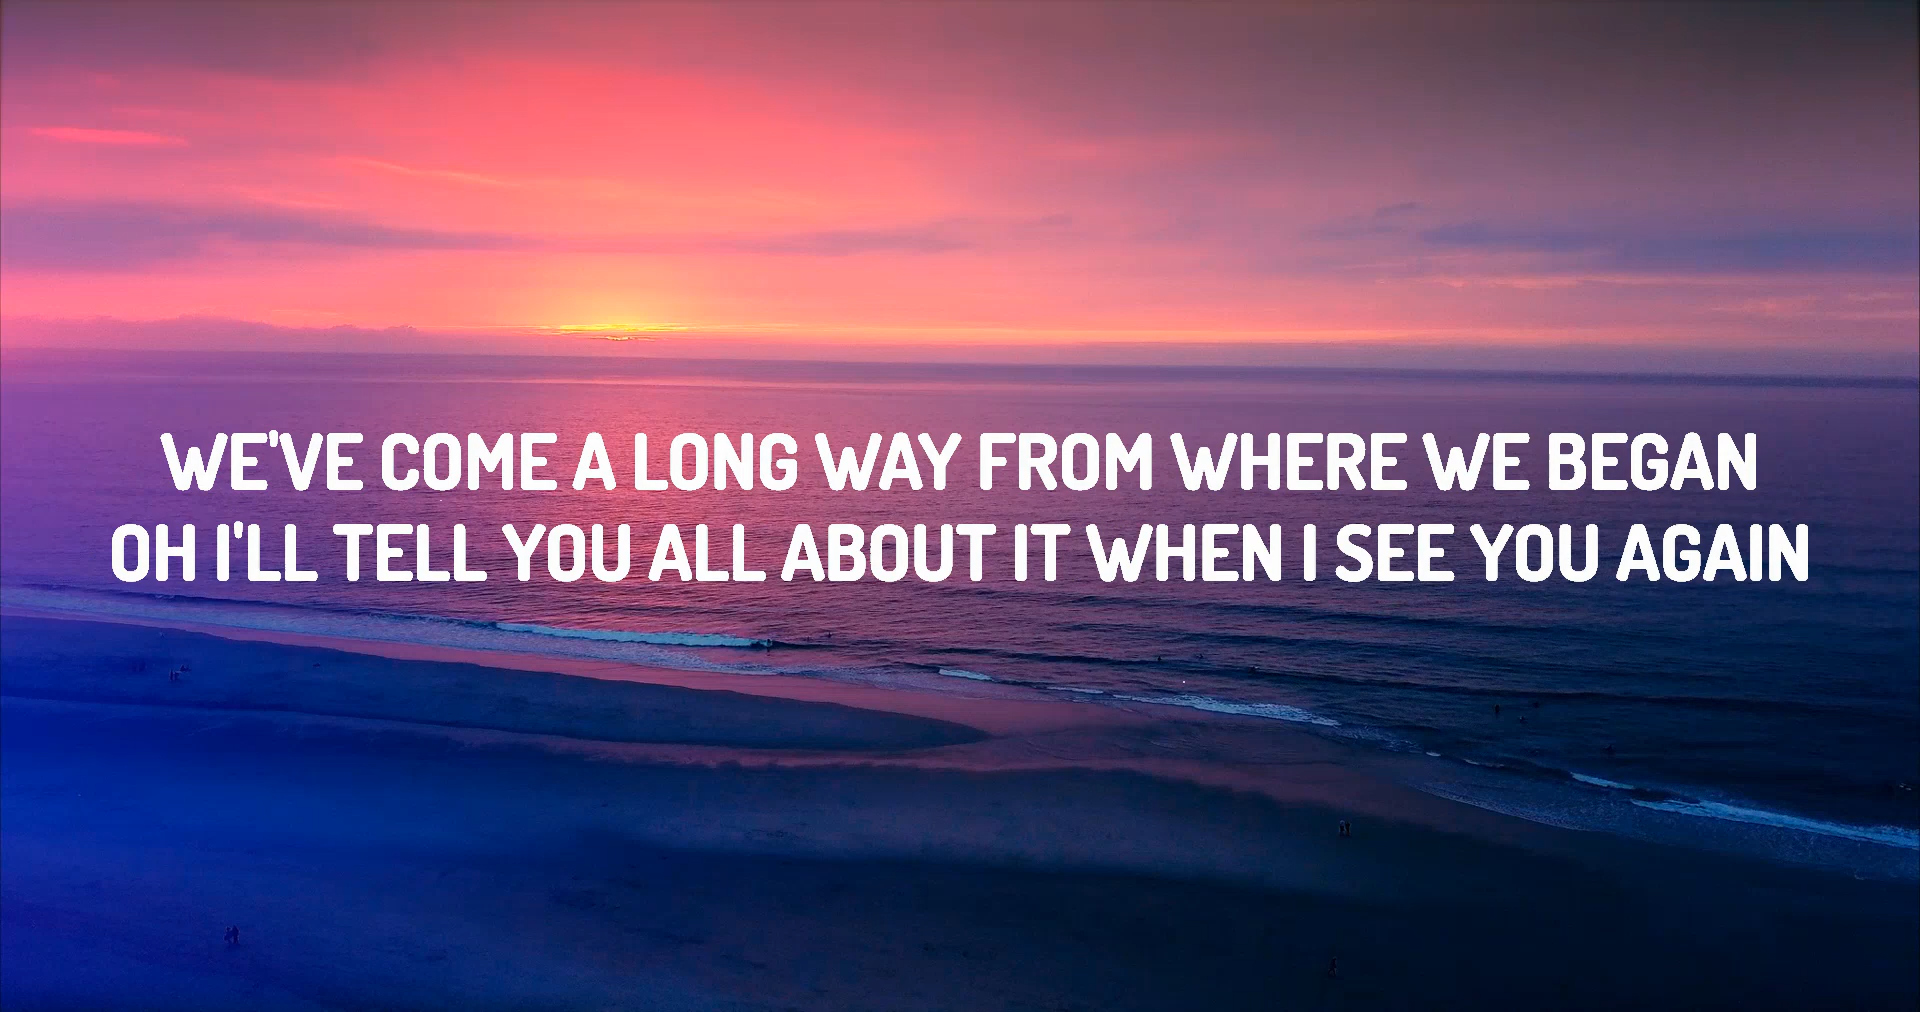 WE'VE COME A LONG WAY FROM WHERE WE BEGAN
OH I'LL TELL YOU ALL ABOUT IT WHEN I SEE YOU AGAIN